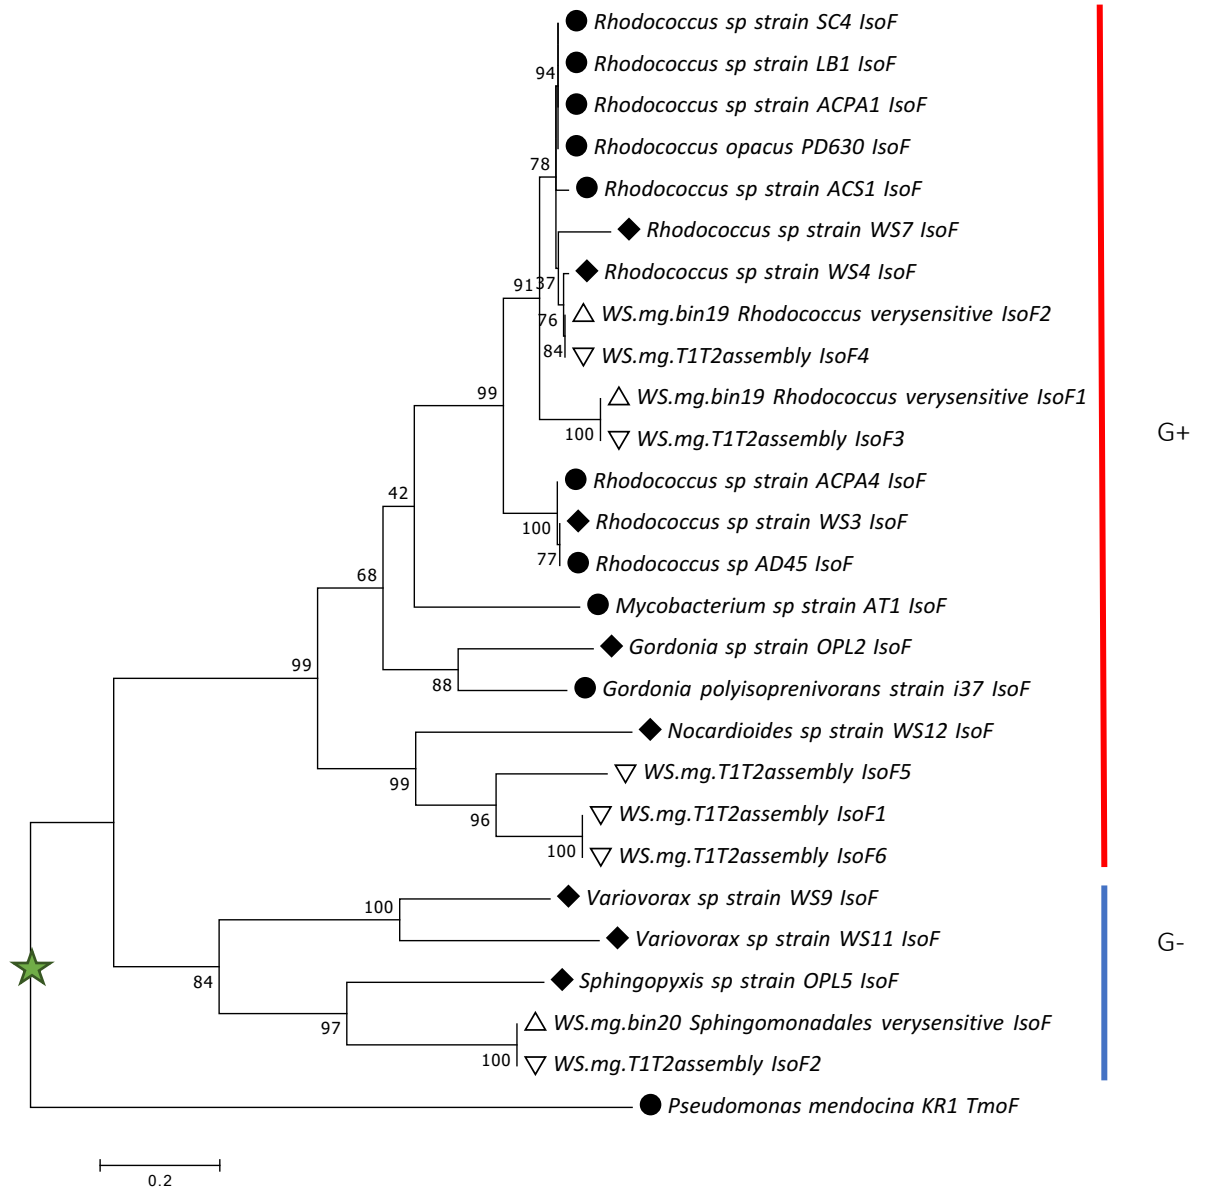 Rhodococcus sp strain SC4 IsoF
Rhodococcus sp strain LB1 IsoF
94
Rhodococcus sp strain ACPA1 IsoF
Rhodococcus opacus PD630 IsoF
78
Rhodococcus sp strain ACS1 IsoF
Rhodococcus sp strain WS7 IsoF
Rhodococcus sp strain WS4 IsoF
91 37
WS.mg.bin19 Rhodococcus verysensitive IsoF2
76
WS.mg.T1T2assembly IsoF4
84
WS.mg.bin19 Rhodococcus verysensitive IsoF1
99
WS.mg.T1T2assembly IsoF3
100
G+
Rhodococcus sp strain ACPA4 IsoF
42
Rhodococcus sp strain WS3 IsoF
100
Rhodococcus sp AD45 IsoF
77
68
Mycobacterium sp strain AT1 IsoF
Gordonia sp strain OPL2 IsoF
99
88
Gordonia polyisoprenivorans strain i37 IsoF
Nocardioides sp strain WS12 IsoF
WS.mg.T1T2assembly IsoF5
99
WS.mg.T1T2assembly IsoF1
96
WS.mg.T1T2assembly IsoF6
100
Variovorax sp strain WS9 IsoF
100
Variovorax sp strain WS11 IsoF
G-
Sphingopyxis sp strain OPL5 IsoF
84
WS.mg.bin20 Sphingomonadales verysensitive IsoF
97
WS.mg.T1T2assembly IsoF2
100
Pseudomonas mendocina KR1 TmoF
0.2